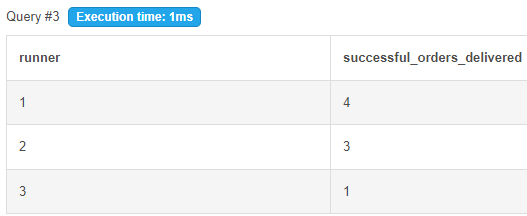 Query #3 Execution time: 1ms
runner successful_orders_delivered
1 4
2 3
3 1